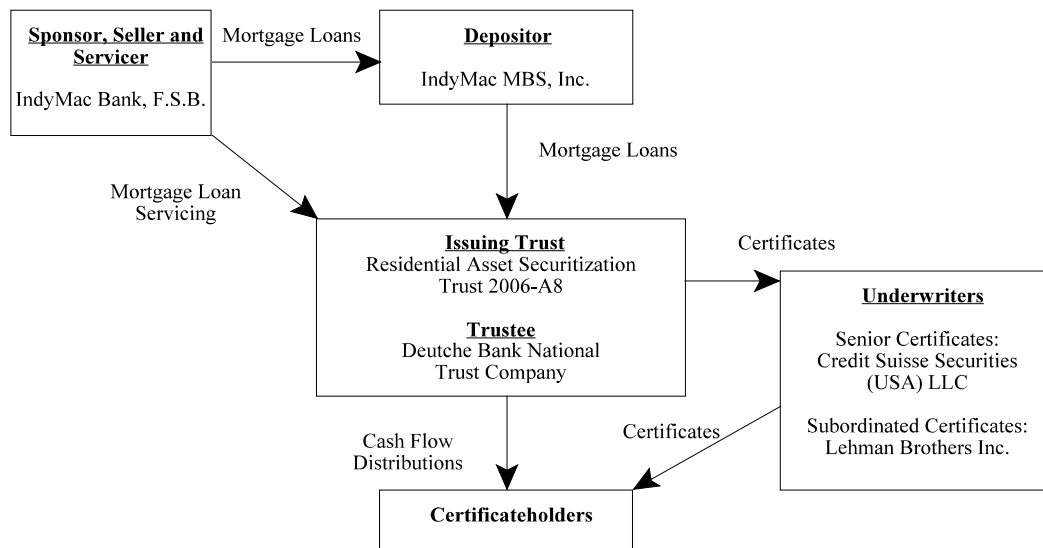 Sponsor, Seller and
Servicer
IndyMac Bank, F.S.B.
Mortgage Loans
Depositor
IndyMac MBS, Inc.
Mortgage Loans
Mortgage Loan
Servicing
Issuing Trust
Residential Asset Securitization
Trust 2006-A8
Trustee
Deutche Bank National
Trust Company
Certificates
Underwriters
Senior Certificates:
Credit Suisse Securities
(USA) LLC
Subordinated Certificates:
Lehman Brothers Inc.
Cash Flow
Distributions
Certificates
Certificateholders